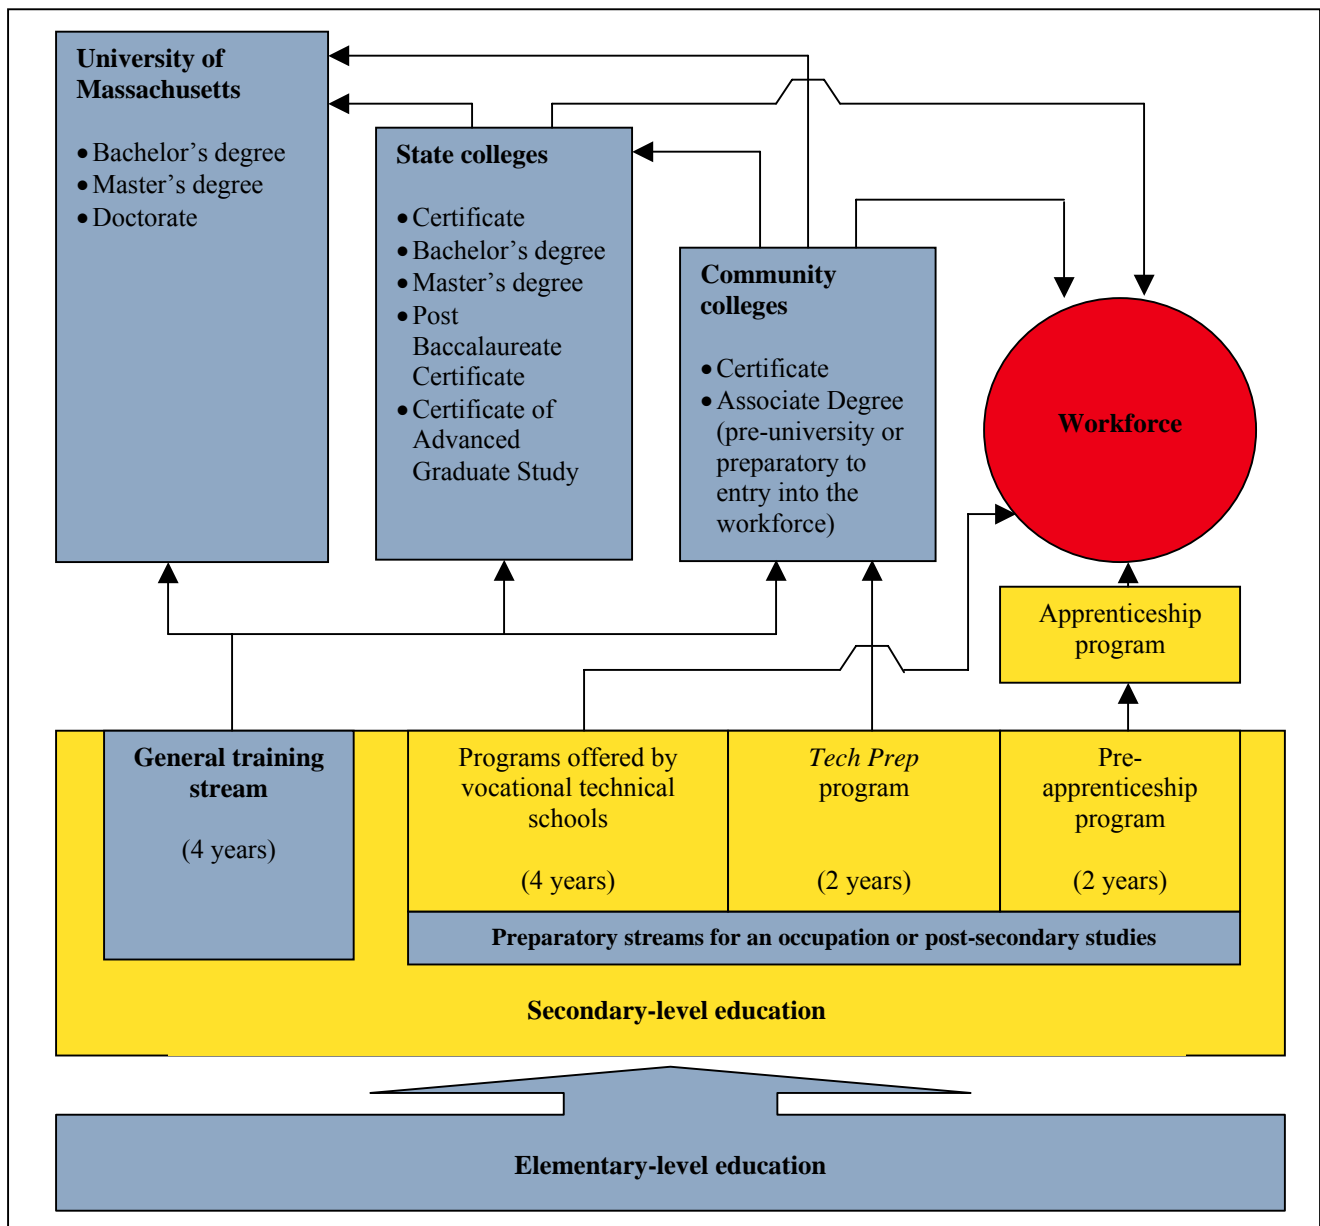 University of
Massachusetts
• Bachelor’s degree
• Master’s degree
• Doctorate
State colleges
• Certificate
• Bachelor’s degree
• Master’s degree
• Post
Baccalaureate
Certificate
• Certificate of
Advanced
Graduate Study
Community
colleges
• Certificate
• Associate Degree
(pre-university or
preparatory to
entry into the
workforce)
Workforce
Apprenticeship
program
General training
stream
(4 years)
Programs offered by
vocational technical
schools
(4 years)
Tech Prep
program
(2 years)
Pre-
apprenticeship
program
(2 years)
Preparatory streams for an occupation or post-secondary studies
Secondary-level education
Elementary-level education